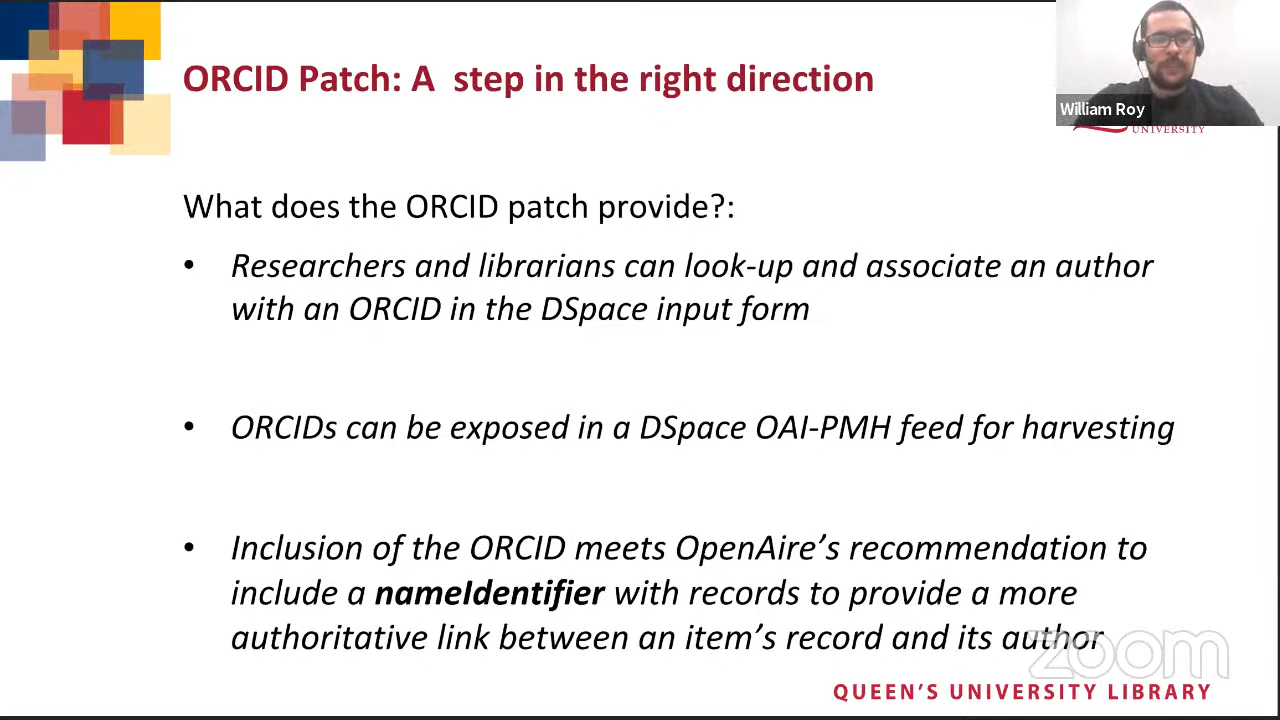 ORCID Patch: A  step in the right direction
William Roy
UNIVERSITY
What does the ORCID patch provide?:
• Researchers and librarians can look-up and associate an author
with an ORCID in the DSpace input form
• ORCIDs can be exposed in a DSpace OAI-PMH feed for harvesting
• Inclusion of the ORCID meets OpenAire’s recommendation to
include a nameIdentifier with records to provide a more
authoritative link between an item’s record and its author
zoom
QUEEN’S UNIVERSITY LIBRARY